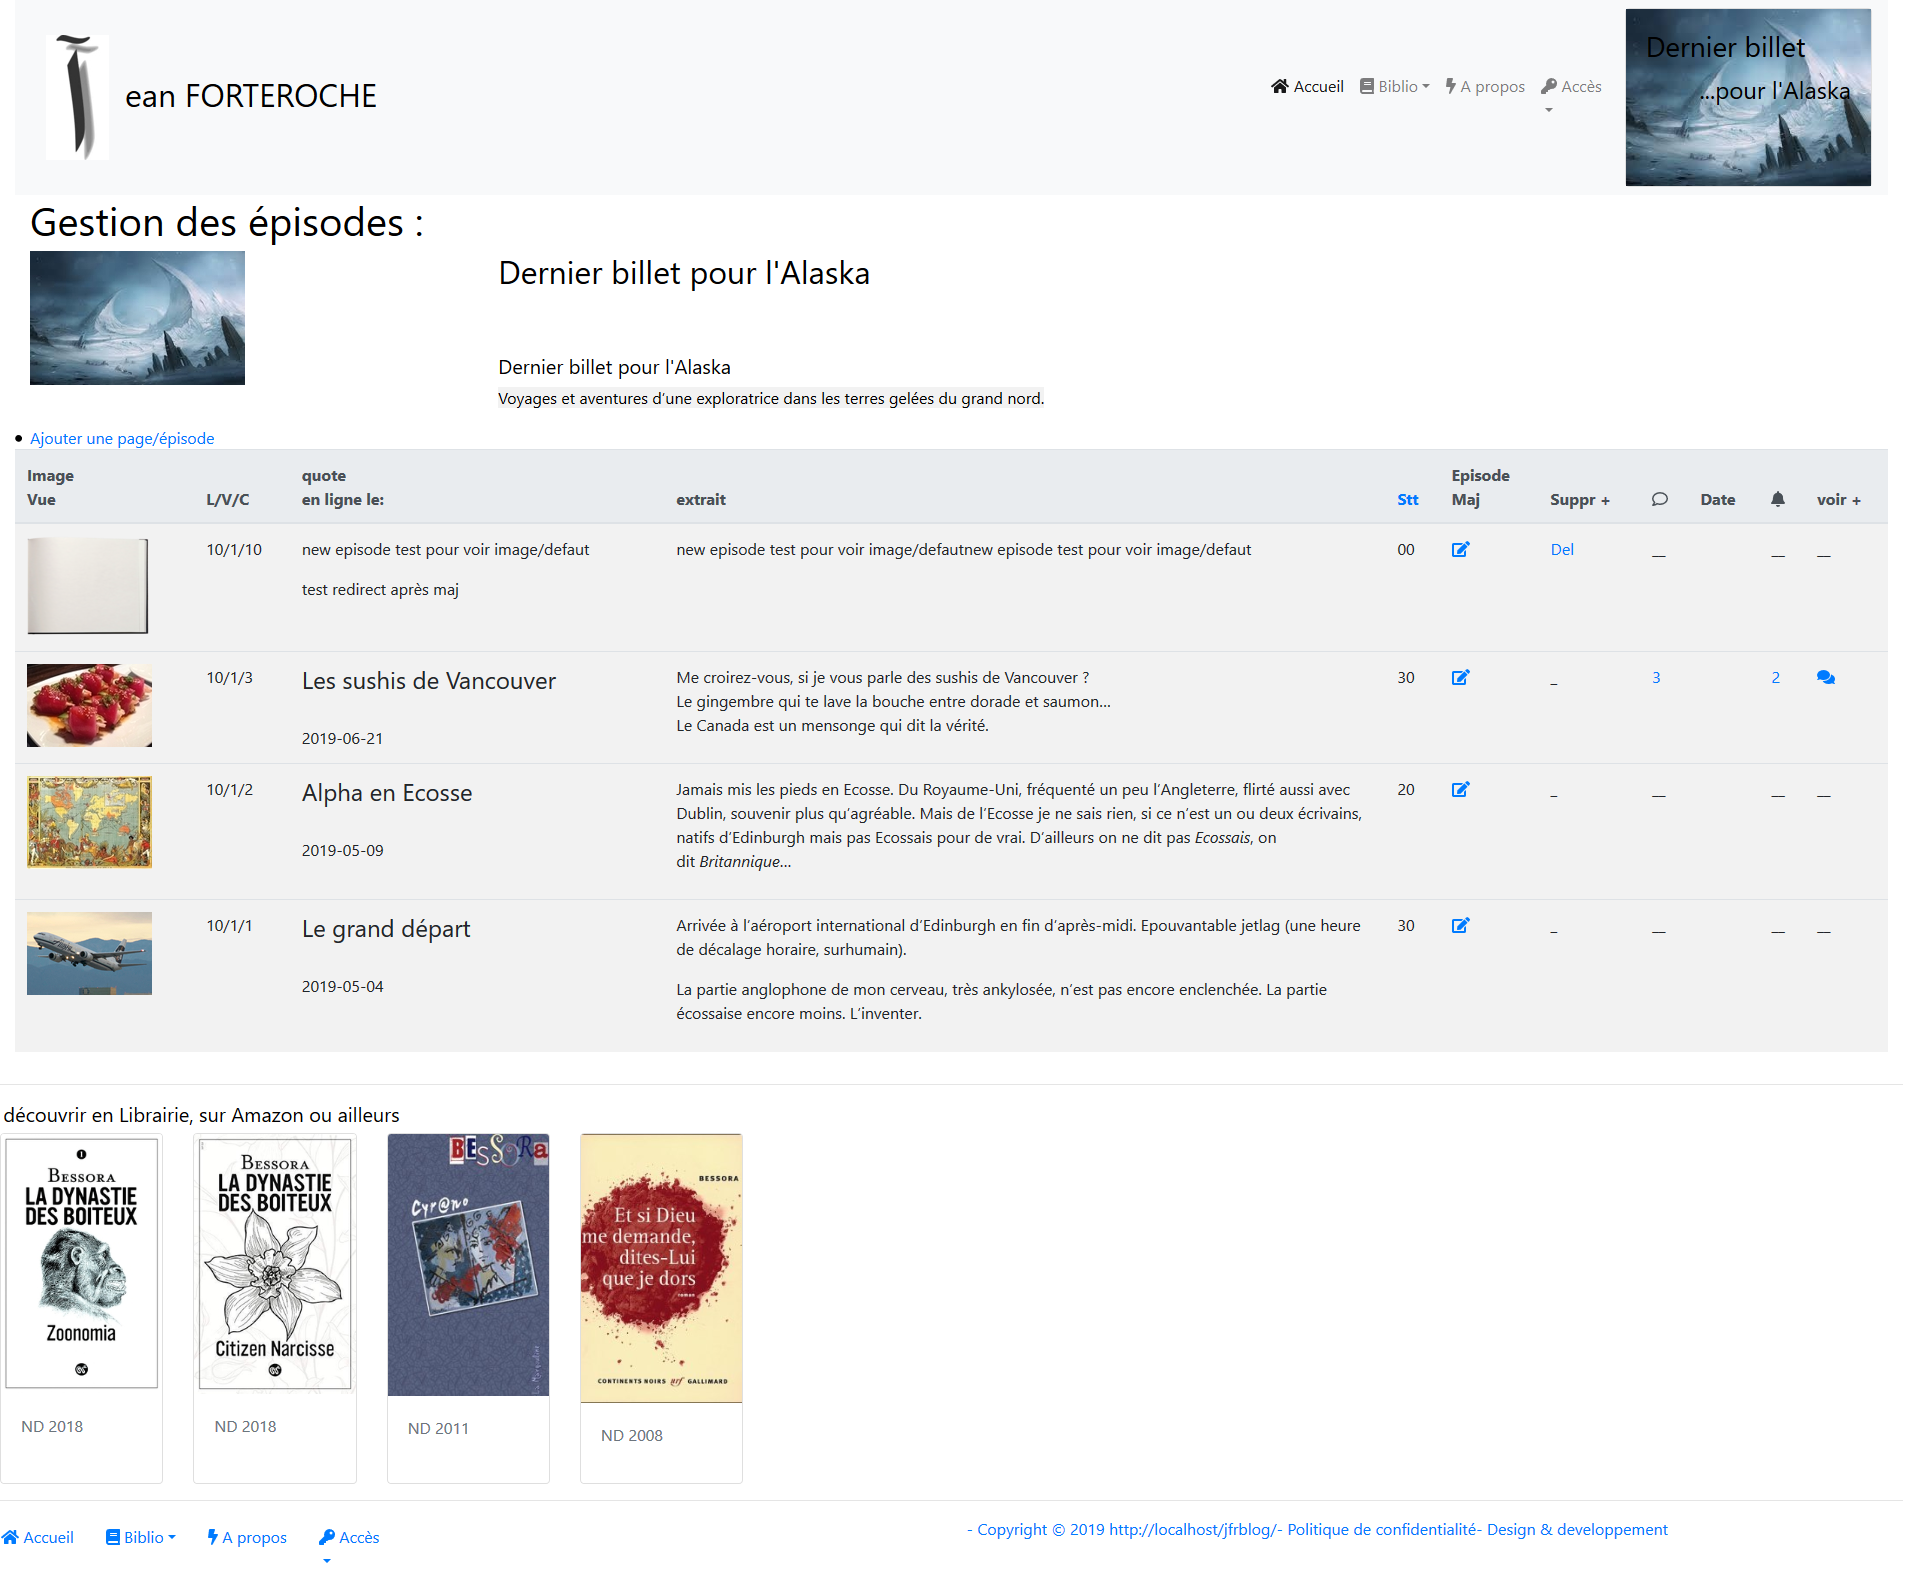 ean FORTEROCHE
Accueil Biblio A propos Accès
Dernier billet
...pour l'Alaska
Gestion des épisodes :
Dernier billet pour l'Alaska
Dernier billet pour l'Alaska
Voyages et aventures d’une exploratrice dans les terres gelées du grand nord.
Ajouter une page/épisode
Image
Vue
L/V/C
quote
en ligne le:
extrait
Stt
Episode
Maj
Suppr +
Date
voir +
10/1/10
new episode test pour voir image/defaut
test redirect après maj
new episode test pour voir image/defautnew episode test pour voir image/defaut
00
Del
__
__
__
10/1/3
Les sushis de Vancouver
2019-06-21
Me croirez-vous, si je vous parle des sushis de Vancouver ?
Le gingembre qui te lave la bouche entre dorade et saumon...
Le Canada est un mensonge qui dit la vérité.
30
_
3
2
10/1/2
Alpha en Ecosse
2019-05-09
Jamais mis les pieds en Ecosse. Du Royaume-Uni, fréquenté un peu l’Angleterre, flirté aussi avec
Dublin, souvenir plus qu’agréable. Mais de l’Ecosse je ne sais rien, si ce n’est un ou deux écrivains,
natifs d’Edinburgh mais pas Ecossais pour de vrai. D’ailleurs on ne dit pas Ecossais, on
dit Britannique...
20
_
__
__
__
10/1/1
Le grand départ
2019-05-04
Arrivée à l’aéroport international d’Edinburgh en fin d’après-midi. Epouvantable jetlag (une heure
de décalage horaire, surhumain).
La partie anglophone de mon cerveau, très ankylosée, n’est pas encore enclenchée. La partie
écossaise encore moins. L’inventer.
30
_
__
__
__
découvrir en Librairie, sur Amazon ou ailleurs
I
BESSORA
LA DYNASTIE
DES BOITEUX
Zoonomia
ND 2018
BESSORA
LA DYNASTIE
DES BOITEUX
Citizen Narcisse
ND 2018
BESSORa
Cyr@no
ND 2011
BESSORA
Et si Dieu
me demande,
dites-Lui
que je dors
roman
CONTINENTS NOIRS nrf GALLIMARD
ND 2008
Accueil Biblio A propos Accès
- Copyright © 2019 http://localhost/jfrblog/- Politique de confidentialité- Design & developpement